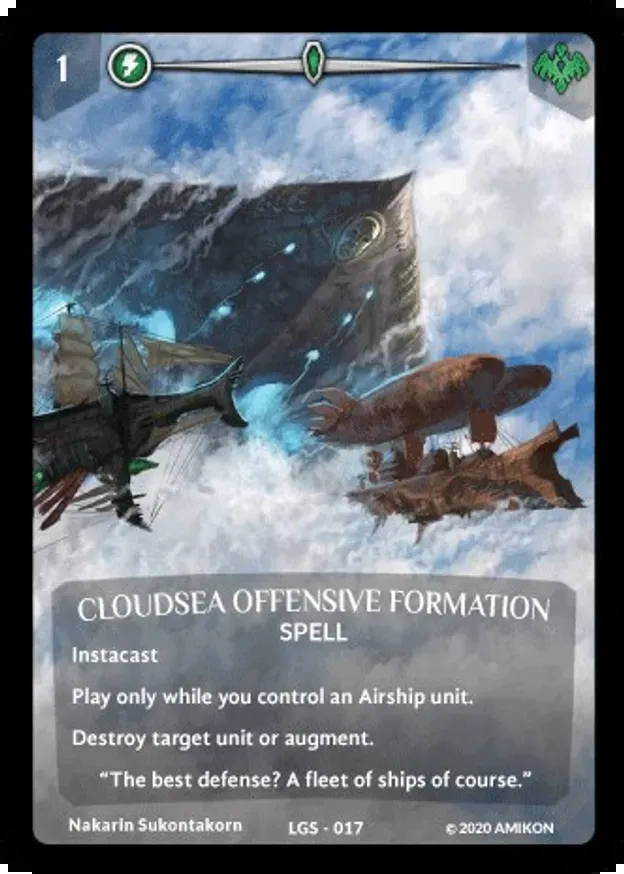 1
CLOUDSEA OFFENSIVE FORMATION
SPELL
Instacast
Play only while you control an Airship unit.
Destroy target unit or augment.
“The best defense? A fleet of ships of course.”
Nakarin Sukontakorn LGS - 017 © 2020 AMIKON